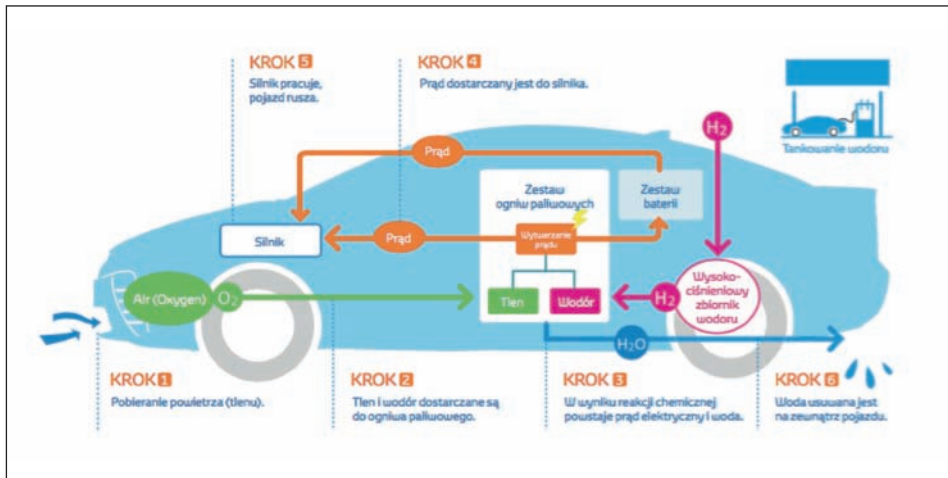 KROK 5
Silnik pracuje,
pojazd rusza.
KROK 4
Prąd dostarczany jest do silnika.
H2
Tankowanie wodoru
Prąd
Zestaw
ogniw paliwowych
Zestaw
baterii
Wytwarzanie
prądu
Silnik
Prąd
Air (Oxygen)
O2
Tlen
Wodór
H2
Wysoko-
ciśnieniowy
zbiornik
wodoru
H2O
KROK 1
Pobieranie powietrza (tlenu).
KROK 2
Tlen i wodór dostarczane są
do ogniwa paliwowego.
KROK 3
W wyniku reakcji chemicznej
powstaje prąd elektryczny i woda.
KROK 6
Woda usuwana jest
na zewnątrz pojazdu.